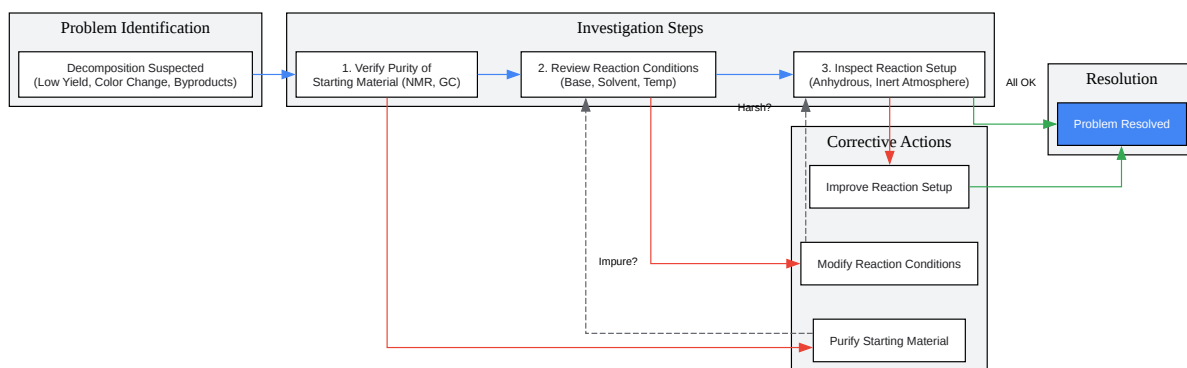 Problem Identification
Decomposition Suspected
(Low Yield, Color Change, Byproducts)
Investigation Steps
1. Verify Purity of
Starting Material (NMR, GC)
2. Review Reaction Conditions
(Base, Solvent, Temp)
3. Inspect Reaction Setup
(Anhydrous, Inert Atmosphere)
All OK
Resolution
Problem Resolved
Harsh?
Corrective Actions
Improve Reaction Setup
Impure?
Modify Reaction Conditions
Purify Starting Material